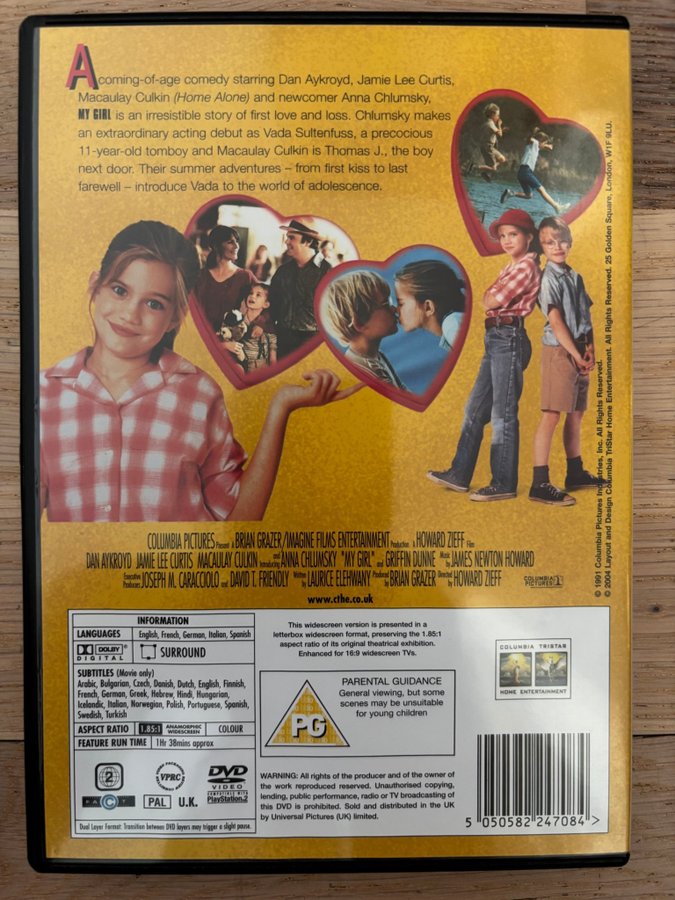 A coming-of-age comedy starring Dan Aykroyd, Jamie Lee Curtis,
Macaulay Culkin (Home Alone) and newcomer Anna Chlumsky,
MY GIRL is an irresistible story of first love and loss. Chlumsky makes
an extraordinary acting debut as Vada Sultenfuss, a precocious
11-year-old tomboy and Macaulay Culkin is Thomas J., the boy
next door. Their summer adventures – from first kiss to last
farewell – introduce Vada to the world of adolescence.
© 1991 Columbia Pictures Industries, Inc. All Rights Reserved.
© 2004 Layout and Design Columbia TriStar Home Entertainment. All Rights Reserved. 25 Golden Square, London, W1F 9LU.
COLUMBIA PICTURES Present A BRIAN GRAZER/IMAGINE FILMS ENTERTAINMENT Production A HOWARD ZIEFF Film
DAN AYKROYD JAMIE LEE CURTIS MACAULAY CULKIN and Introducing ANNA CHLUMSKY "MY GIRL" and GRIFFIN DUNNE Music By JAMES NEWTON HOWARD
Executive Producers JOSEPH M. CARACCIOLO and DAVID T. FRIENDLY Written By LAURICE ELEHWANY Produced By BRIAN GRAZER Directed By HOWARD ZIEFF
COLUMBIA PICTURES
www.cthe.co.uk
INFORMATION
LANGUAGES English, French, German, Italian, Spanish
DOLBY DIGITAL SURROUND
SUBTITLES (Movie only)
Arabic, Bulgarian, Czech, Danish, Dutch, English, Finnish,
French, German, Greek, Hebrew, Hindi, Hungarian,
Icelandic, Italian, Norwegian, Polish, Portuguese, Spanish,
Swedish, Turkish
ASPECT RATIO 1.85:1 ANAMORPHIC WIDESCREEN COLOUR
FEATURE RUN TIME 1Hr 38mins approx
2
VPRC
DVD VIDEO
COMPATIBLE WITH PlayStation.2
PACT
PAL U.K.
Dual Layer Format: Transition between DVD layers may trigger a slight pause.
This widescreen version is presented in a
letterbox widescreen format, preserving the 1.85:1
aspect ratio of its original theatrical exhibition.
Enhanced for 16:9 widescreen TVs.
PG
PARENTAL GUIDANCE
General viewing, but some
scenes may be unsuitable
for young children
WARNING: All rights of the producer and of the owner of
the work reproduced reserved. Unauthorised copying,
lending, public performance, radio or TV broadcasting of
this DVD is prohibited. Sold and distributed in the UK
by Universal Pictures (UK) limited.
COLUMBIA TRISTAR
HOME ENTERTAINMENT
5 050582 247084 >